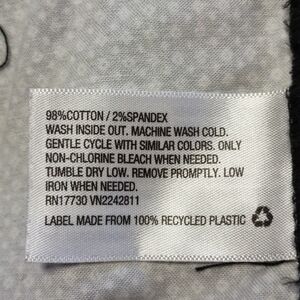 98%COTTON / 2%SPANDEX
WASH INSIDE OUT. MACHINE WASH COLD.
GENTLE CYCLE WITH SIMILAR COLORS. ONLY
NON-CHLORINE BLEACH WHEN NEEDED.
TUMBLE DRY LOW. REMOVE PROMPTLY. LOW
IRON WHEN NEEDED.
RN17730 VN2242811
LABEL MADE FROM 100% RECYCLED PLASTIC